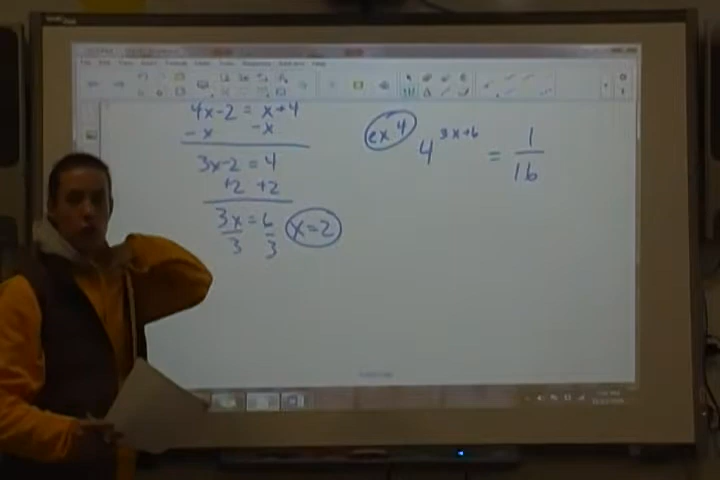 4x-2 = x+4
-x -x
3x-2 = 4
+2 +2
3x = 6
3 3
x=2
ex 4
4^{3x+6} = 1/16